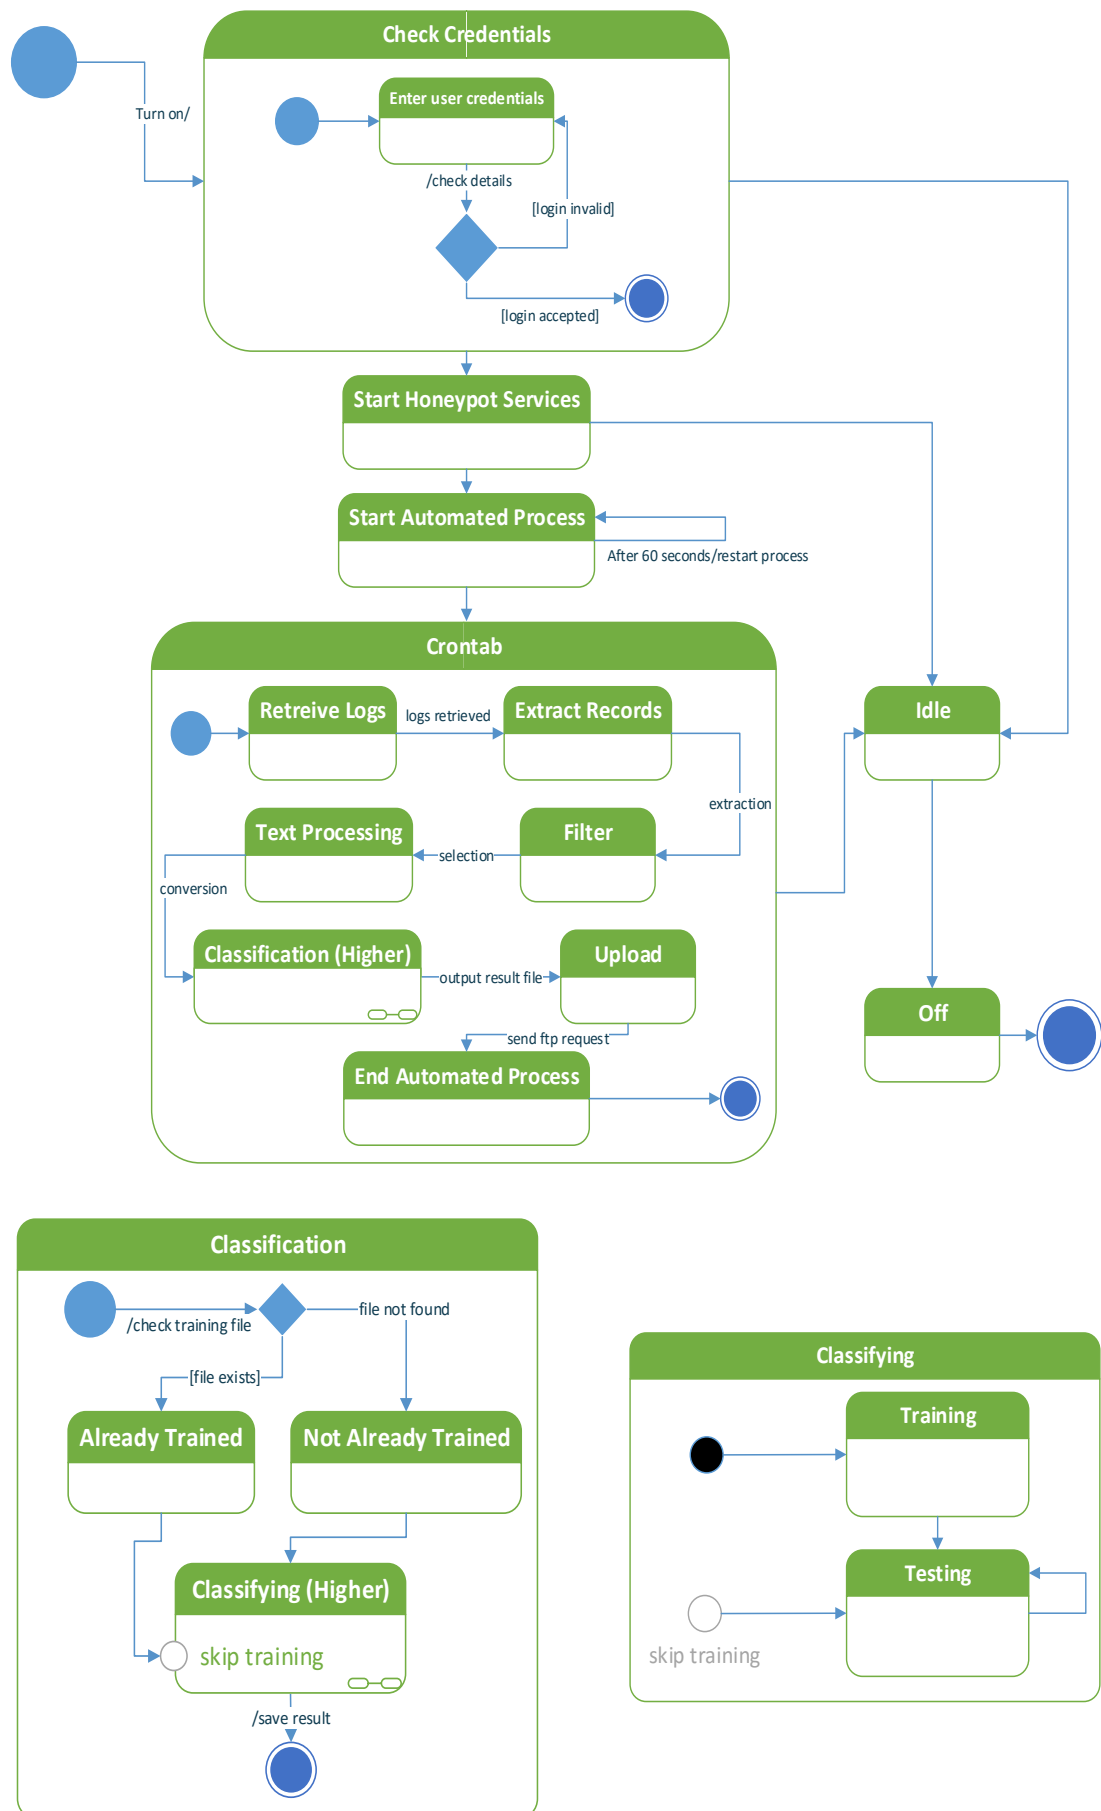 Check Credentials
Turn on/
Enter user credentials
/check details
[login invalid]
[login accepted]
Start Honeypot Services
Start Automated Process
After 60 seconds/restart process
Crontab
Retreive Logs
logs retrieved
Extract Records
Idle
extraction
Text Processing
selection
Filter
conversion
Classification (Higher)
output result file
Upload
send ftp request
End Automated Process
Off
Classification
/check training file
file not found
[file exists]
Already Trained
Not Already Trained
Classifying (Higher)
skip training
/save result
Classifying
Training
Testing
skip training